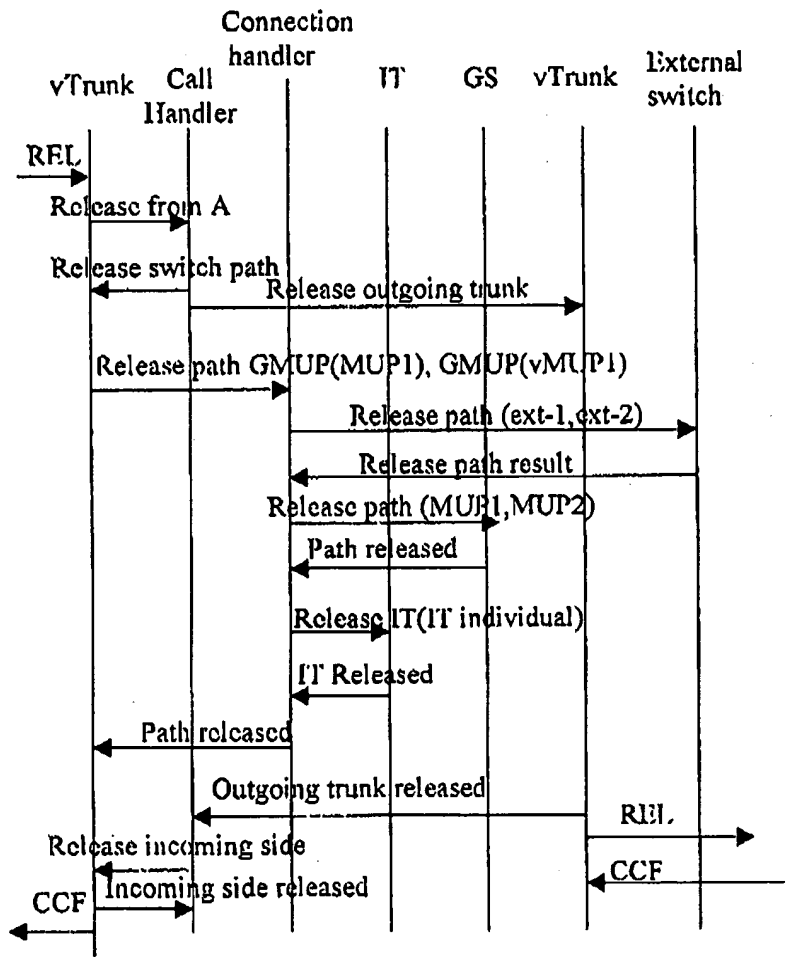 Connection
handler
vTrunk
Call
Handler
IT
GS
vTrunk
External
switch
REL
Release from A
Release switch path
Release outgoing trunk
Release path GMUP(MUP1), GMUP(vMUP1)
Release path (ext-1,ext-2)
Release path result
Release path (MUP1,MUP2)
Path released
Release IT(IT individual)
IT Released
Path released
Outgoing trunk released
REL
Release incoming side
CCF
Incoming side released
CCF